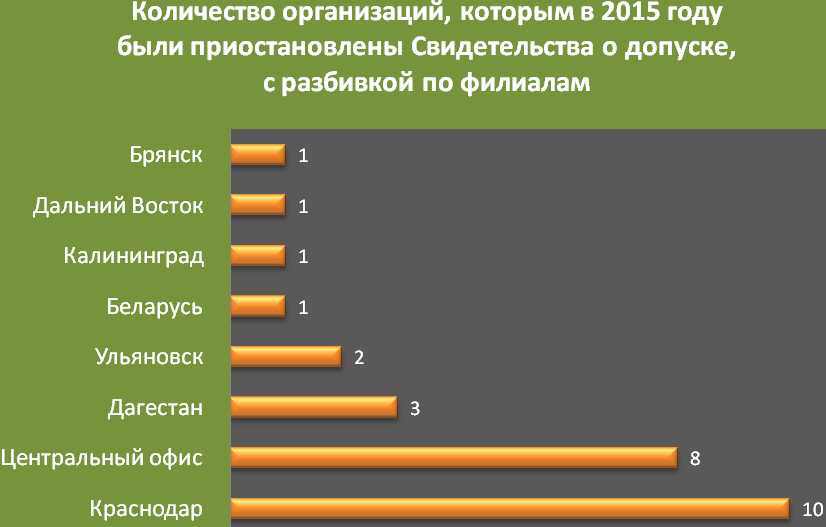 Количество организаций, которым в 2015 году
были приостановлены Свидетельства о допуске,
с разбивкой по филиалам
Брянск 1
Дальний Восток 1
Калининград 1
Беларусь 1
Ульяновск 2
Дагестан 3
Центральный офис 8
Краснодар 10